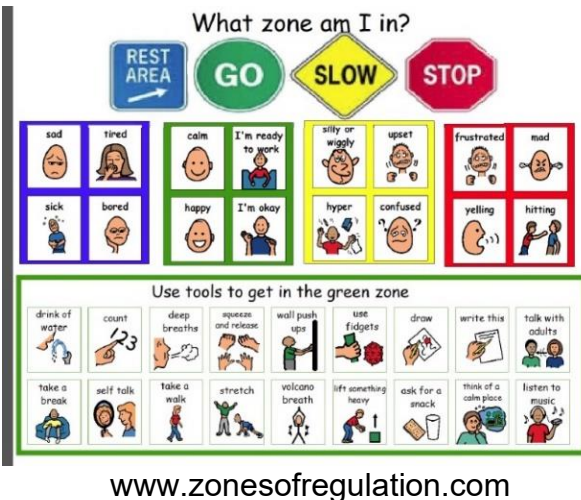 What zone am I in?
REST
AREA
GO
SLOW
STOP
sad
tired
sick
bored
calm
I'm ready
to work
happy
I'm okay
silly or
wiggly
upset
hyper
confused
frustrated
mad
yelling
hitting
Use tools to get in the green zone
drink of
water
count
123
deep
breaths
squeeze
and release
wall push
ups
use
fidgets
draw
write this
talk with
adults
take a
break
self talk
take a
walk
stretch
volcano
breath
lift something
heavy
ask for a
snack
think of a
calm place
listen to
music
www.zonesofregulation.com